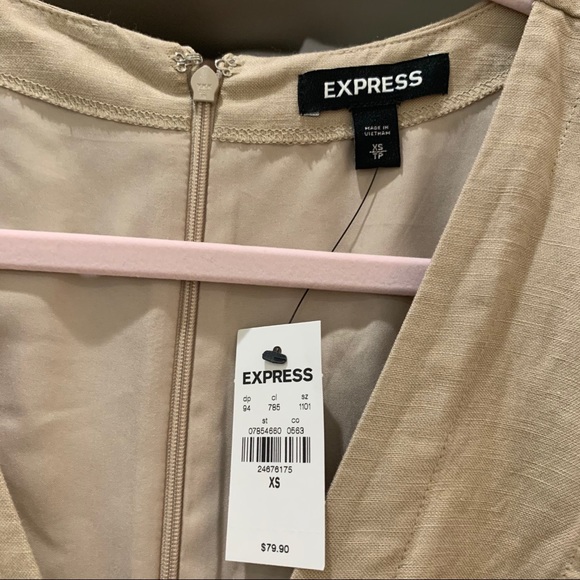 EXPRESS
MADE IN
VIETNAM
XS
TP
EXPRESS
dp cl sz
94 785 1101
st co
07854660 0563
24676175
XS
$79.90